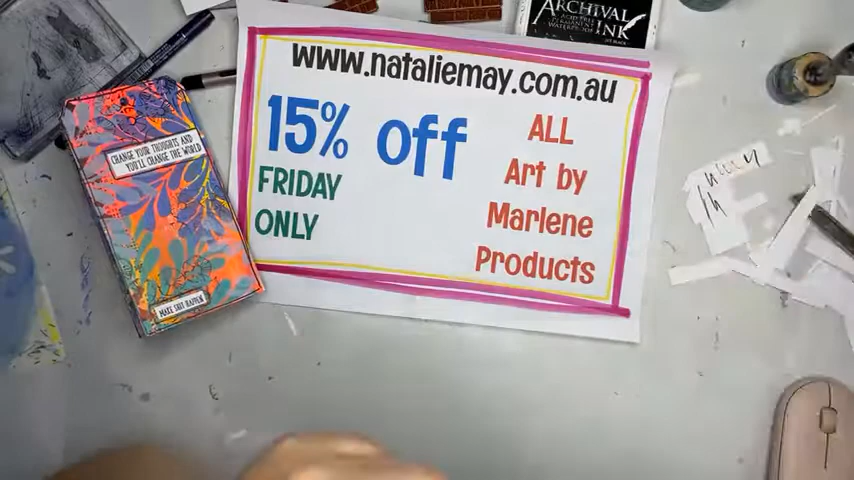 ARCHIVAL
INK
www.nataliemay.com.au
15% off
FRIDAY
ONLY
ALL
Art by
Marlene
Products
CHANGE YOUR THOUGHTS AND
YOU'LL CHANGE THE WORLD
MAKE SHIT HAPPEN